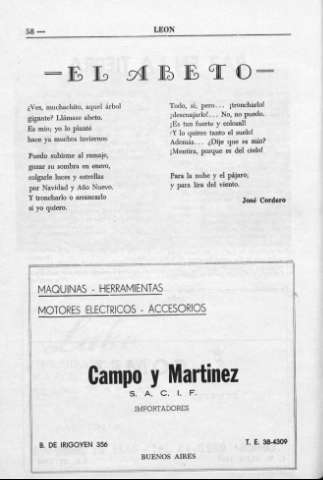 58 —
LEON
— EL ABETO —
¿Ves, muchachito, aquel árbol
gigante? Llámase abeto.
Es mío; yo lo planté
hace ya muchos inviernos.
Puedo subirme al ramaje,
gozar su sombra en enero,
colgarle luces y estrellas
por Navidad y Año Nuevo.
Y troncharlo o arrancarlo
si yo quiero.
Todo, sí, pero... ¡troncharlo!
¡descuajarlo!... No, no puedo.
¡Es tan fuerte y colosal!
¡Y lo quiere tanto el suelo!
Además... ¿Dije que es mío?
¡Mentira, porque es del cielo!
Para la nube y el pájaro,
y para lira del viento.
José Cordero
MAQUINAS - HERRAMIENTAS
MOTORES ELECTRICOS - ACCESORIOS
Campo y Martinez
S. A. C. I. F.
IMPORTADORES
B. DE IRIGOYEN 356
T. E. 38-4309
BUENOS AIRES